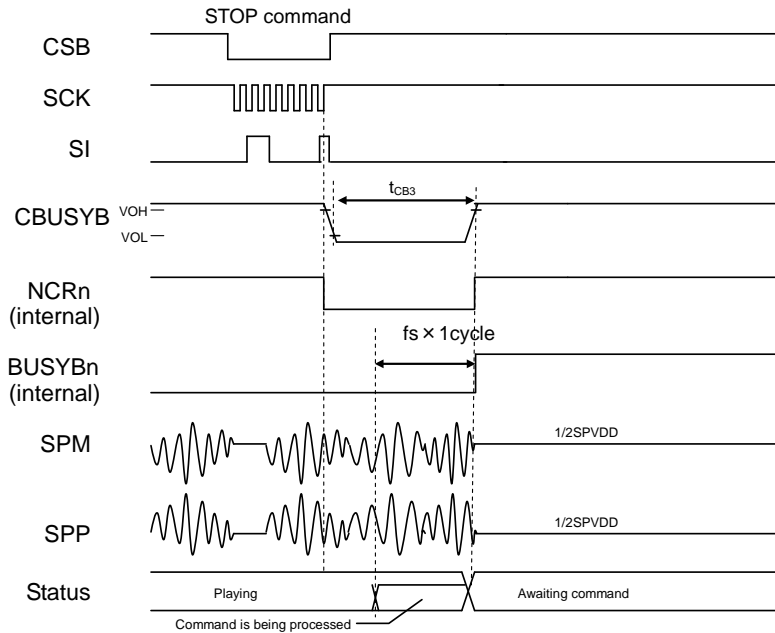 STOP command
CSB
SCK
SI
tCB3
CBUSYB
VOH
VOL
NCRn
(internal)
fs × 1cycle
BUSYBn
(internal)
SPM
1/2SPVDD
SPP
1/2SPVDD
Status
Playing
Awaiting command
Command is being processed